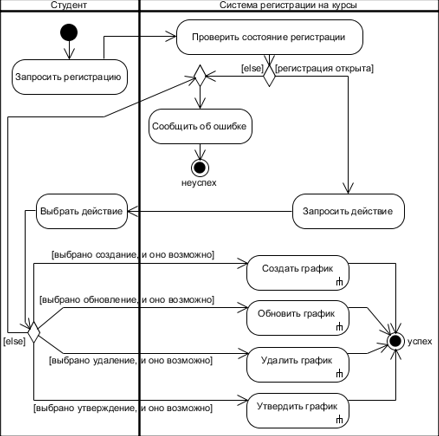 Студент
Система регистрации на курсы
Запросить регистрацию
Проверить состояние регистрации
[else]
[регистрация открыта]
Сообщить об ошибке
неуспех
Выбрать действие
Запросить действие
[выбрано создание, и оно возможно]
Создать график
[выбрано обновление, и оно возможно]
Обновить график
[else]
успех
[выбрано удаление, и оно возможно]
Удалить график
[выбрано утверждение, и оно возможно]
Утвердить график